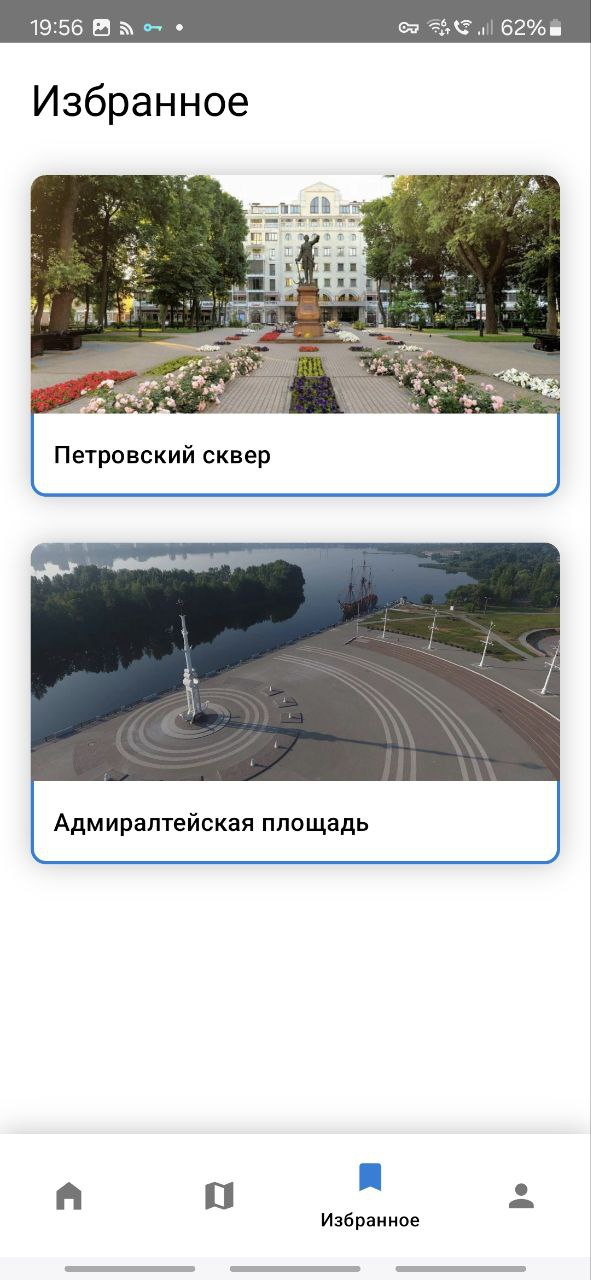 19:56 62%
Избранное
Петровский сквер
Адмиралтейская площадь
Избранное